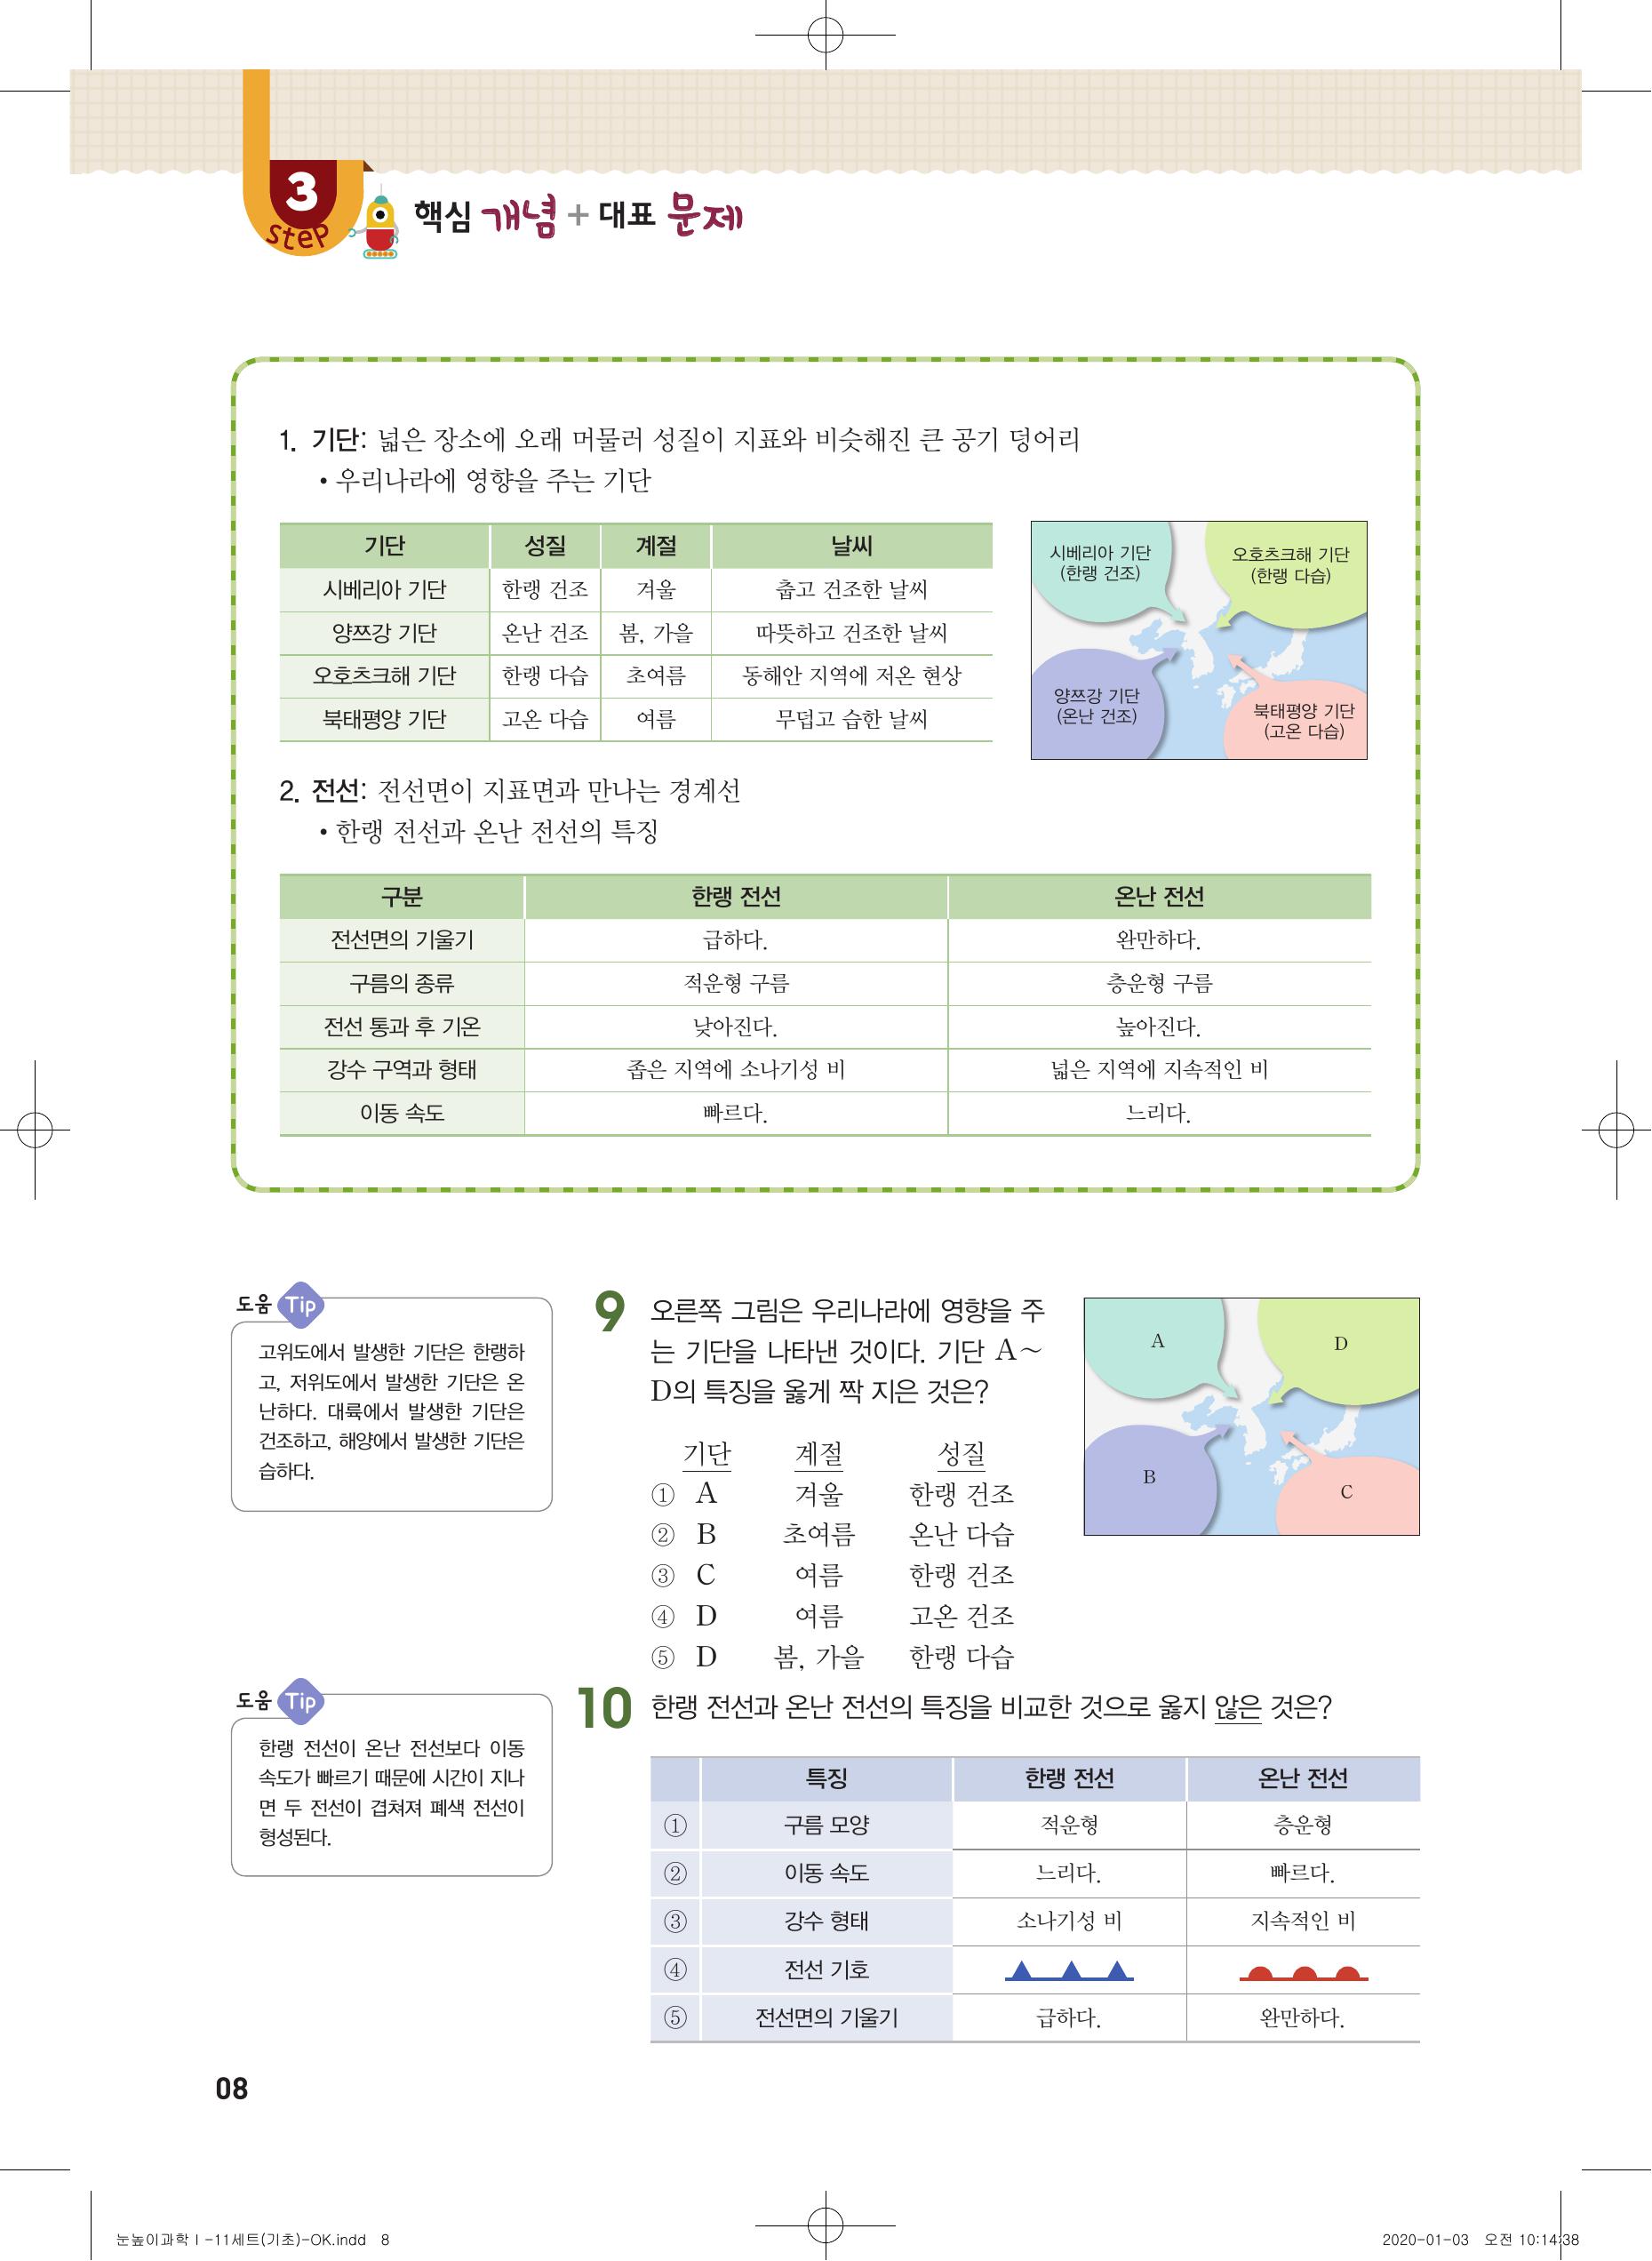 3
steP
핵심 개념 + 대표 문제
1. 기단: 넓은 장소에 오래 머물러 성질이 지표와 비슷해진 큰 공기 덩어리
• 우리나라에 영향을 주는 기단
기단 성질 계절 날씨
시베리아 기단 한랭 건조 겨울 춥고 건조한 날씨
양쯔강 기단 온난 건조 봄, 가을 따뜻하고 건조한 날씨
오호츠크해 기단 한랭 다습 초여름 동해안 지역에 저온 현상
북태평양 기단 고온 다습 여름 무덥고 습한 날씨
시베리아 기단
(한랭 건조)
오호츠크해 기단
(한랭 다습)
양쯔강 기단
(온난 건조)
북태평양 기단
(고온 다습)
2. 전선: 전선면이 지표면과 만나는 경계선
• 한랭 전선과 온난 전선의 특징
구분 한랭 전선 온난 전선
전선면의 기울기 급하다. 완만하다.
구름의 종류 적운형 구름 층운형 구름
전선 통과 후 기온 낮아진다. 높아진다.
강수 구역과 형태 좁은 지역에 소나기성 비 넓은 지역에 지속적인 비
이동 속도 빠르다. 느리다.
도움 Tip
고위도에서 발생한 기단은 한랭하
고, 저위도에서 발생한 기단은 온
난하다. 대륙에서 발생한 기단은
건조하고, 해양에서 발생한 기단은
습하다.
9 오른쪽 그림은 우리나라에 영향을 주
는 기단을 나타낸 것이다. 기단 A~
D의 특징을 옳게 짝 지은 것은?
기단 계절 성질
① A 겨울 한랭 건조
② B 초여름 온난 다습
③ C 여름 한랭 건조
④ D 여름 고온 건조
⑤ D 봄, 가을 한랭 다습
A
D
B
C
도움 Tip
한랭 전선이 온난 전선보다 이동
속도가 빠르기 때문에 시간이 지나
면 두 전선이 겹쳐져 폐색 전선이
형성된다.
10 한랭 전선과 온난 전선의 특징을 비교한 것으로 옳지 않은 것은?
특징 한랭 전선 온난 전선
① 구름 모양 적운형 층운형
② 이동 속도 느리다. 빠르다.
③ 강수 형태 소나기성 비 지속적인 비
④ 전선 기호
⑤ 전선면의 기울기 급하다. 완만하다.
08
눈높이과학Ⅰ-11세트(기초)-OK.indd 8
2020-01-03 오전 10:14:38